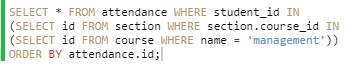 SELECT * FROM attendance WHERE student_id IN
(SELECT id FROM section WHERE section.course_id IN
(SELECT id FROM course WHERE name = 'management'))
ORDER BY attendance.id;